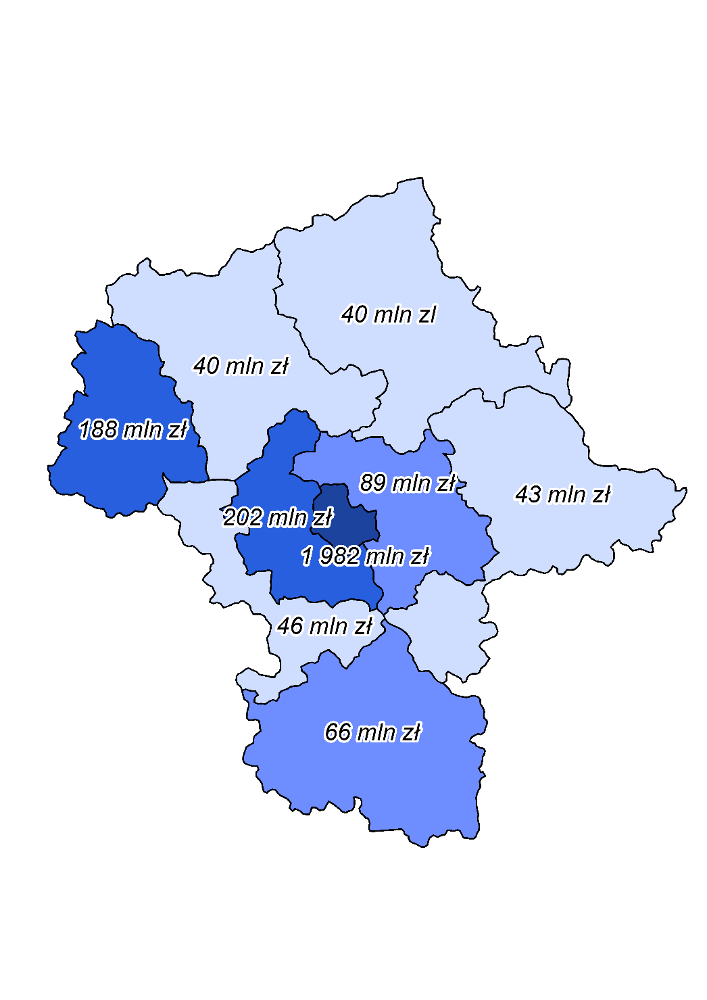 40 mln zl
40 mln zł
188 mln zł
89 mln zł
43 mln zł
202 mln zł
1 982 mln zł
46 mln zł
66 mln zł